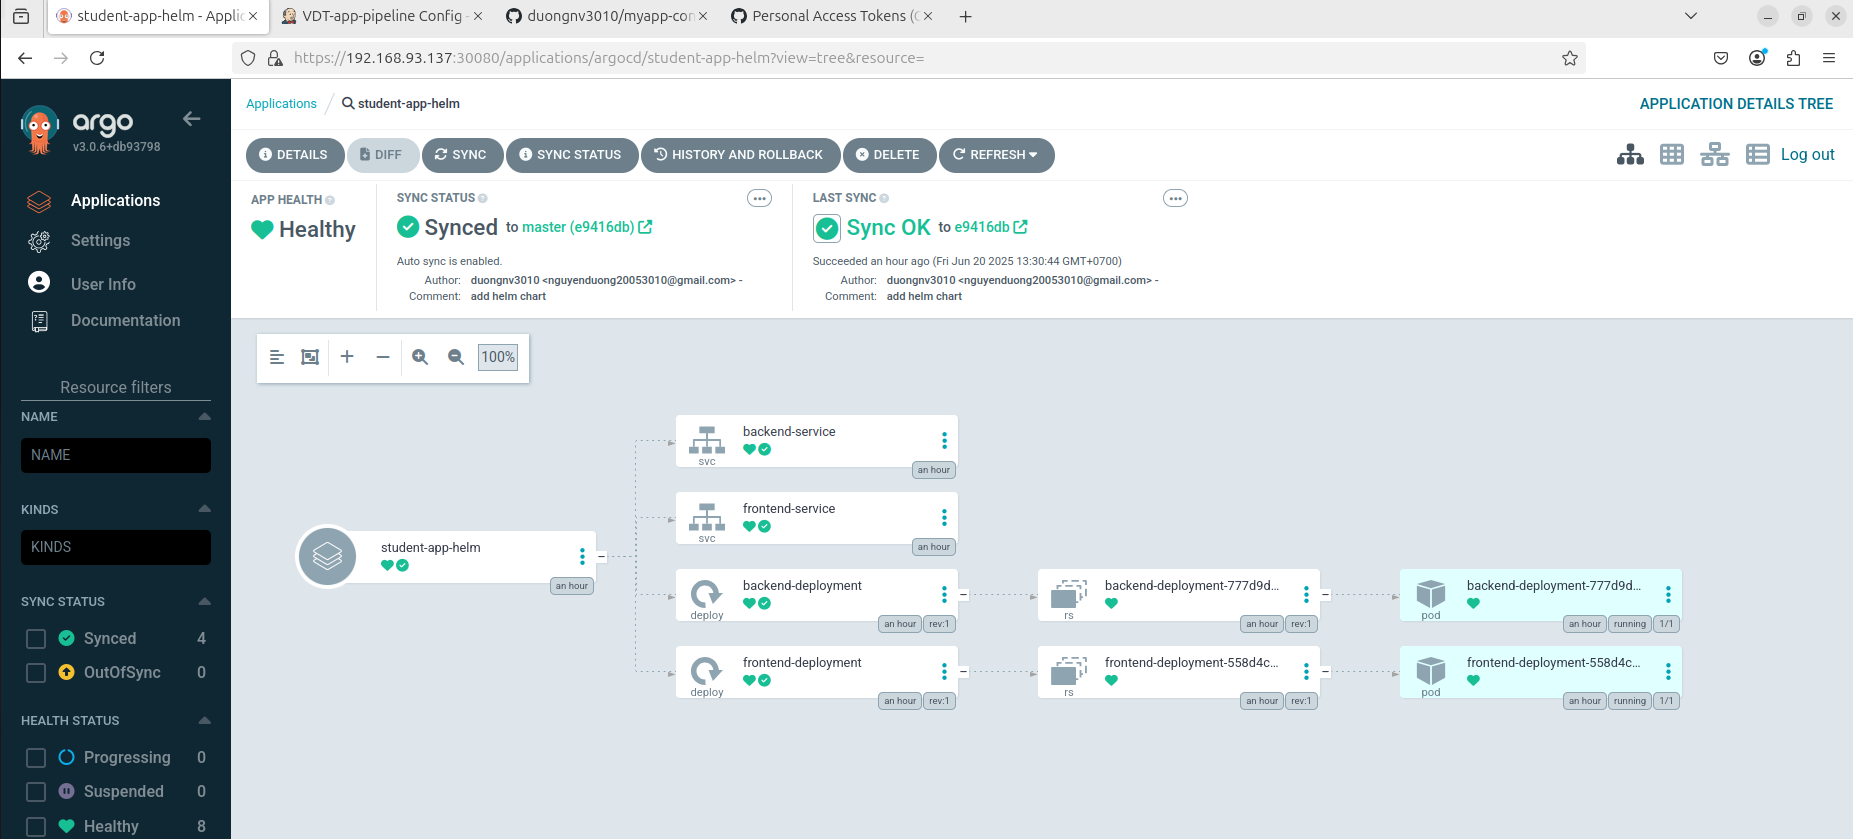 student-app-helm - Applic
VDT-app-pipeline Config -
duongnv3010/myapp-con
Personal Access Tokens (C
https://192.168.93.137:30080/applications/argocd/student-app-helm?view=tree&resource=
argo
v3.0.6+db93798
Applications
Settings
User Info
Documentation
Resource filters
NAME
NAME
KINDS
KINDS
SYNC STATUS
Synced 4
OutOfSync 0
HEALTH STATUS
Progressing 0
Suspended 0
Healthy 8
Applications / student-app-helm
APPLICATION DETAILS TREE
DETAILS DIFF SYNC SYNC STATUS HISTORY AND ROLLBACK DELETE REFRESH
Log out
APP HEALTH
Healthy
SYNC STATUS
Synced to master (e9416db)
Auto sync is enabled.
Author: duongnv3010 <nguyenduong20053010@gmail.com> -
Comment: add helm chart
LAST SYNC
Sync OK to e9416db
Succeeded an hour ago (Fri Jun 20 2025 13:30:44 GMT+0700)
Author: duongnv3010 <nguyenduong20053010@gmail.com> -
Comment: add helm chart
100%
student-app-helm
an hour
backend-service
svc
an hour
frontend-service
svc
an hour
backend-deployment
deploy
an hour rev:1
backend-deployment-777d9d...
rs
an hour rev:1
backend-deployment-777d9d...
pod
an hour running 1/1
frontend-deployment
deploy
an hour rev:1
frontend-deployment-558d4c...
rs
an hour rev:1
frontend-deployment-558d4c...
pod
an hour running 1/1